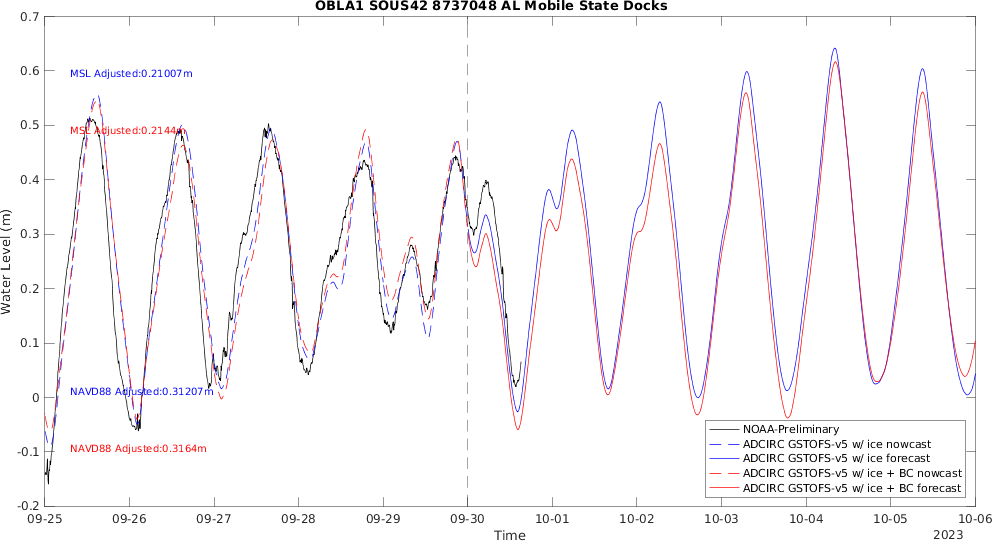 OBLA1 SOUS42 8737048 AL Mobile State Docks
Water Level (m)
0.7
0.6
0.5
0.4
0.3
0.2
0.1
0
-0.1
-0.2
MSL Adjusted:0.21007m
MSL Adjusted:0.2144m
NAVD88 Adjusted:0.31207m
NAVD88 Adjusted:0.3164m
NOAA-Preliminary
ADCIRC GSTOFS-v5 w/ ice nowcast
ADCIRC GSTOFS-v5 w/ ice forecast
ADCIRC GSTOFS-v5 w/ ice + BC nowcast
ADCIRC GSTOFS-v5 w/ ice + BC forecast
09-25 09-26 09-27 09-28 09-29 09-30 10-01 10-02 10-03 10-04 10-05 10-06
Time
2023